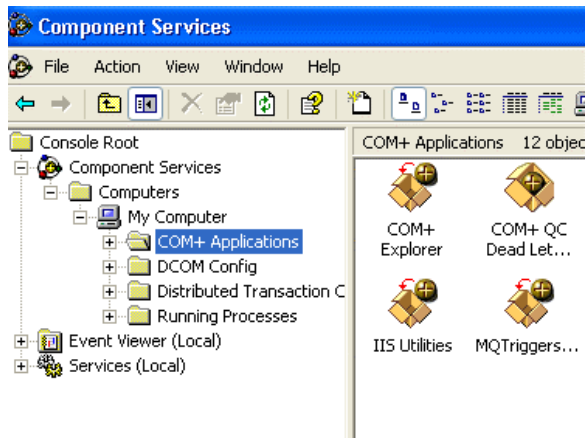 Component Services
File Action View Window Help
Console Root
Component Services
Computers
My Computer
COM+ Applications
DCOM Config
Distributed Transaction C
Running Processes
Event Viewer (Local)
Services (Local)
COM+ Applications 12 objec
COM+ Explorer
COM+ QC Dead Let...
IIS Utilities
MQTriggers...